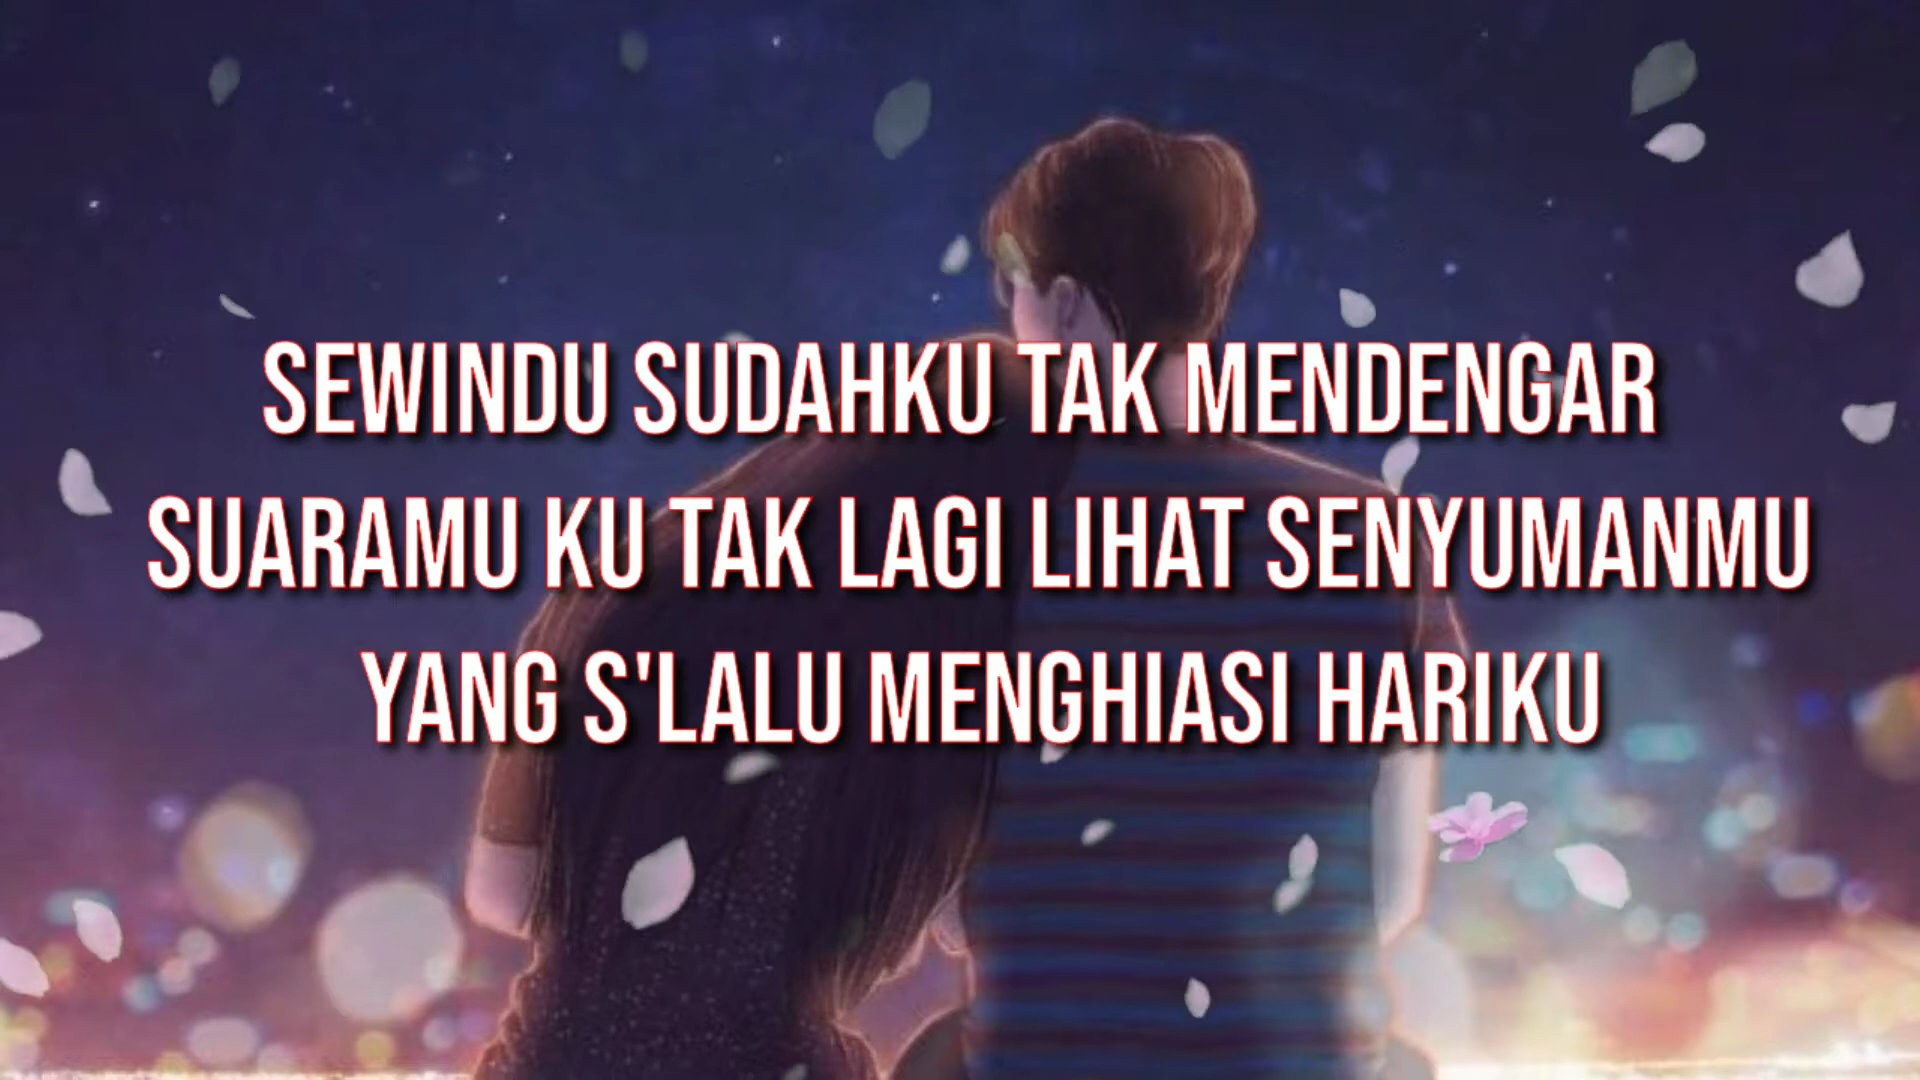 SEWINDU SUDAHKU TAK MENDENGAR
SUARAMU KU TAK LAGI LIHAT SENYUMANMU
YANG S'LALU MENGHIASI HARIKU